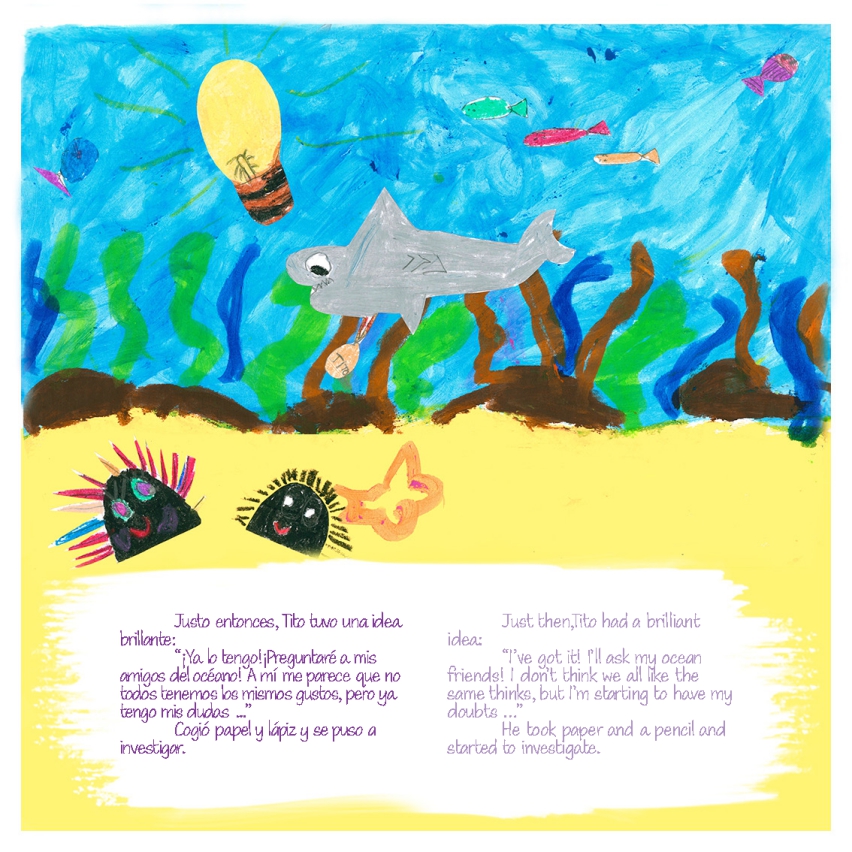 TITO
Justo entonces, Tito tuvo una idea
brillante:
“¡Ya lo tengo! ¡Preguntaré a mis
amigos del océano! A mí me parece que no
todos tenemos los mismos gustos, pero ya
tengo mis dudas ...”
Cogió papel y lápiz y se puso a
investigar.
Just then,Tito had a brilliant
idea:
“I've got it! I'll ask my ocean
friends! I don't think we all like the
same thinks, but I'm starting to have my
doubts ...”
He took paper and a pencil and
started to investigate.